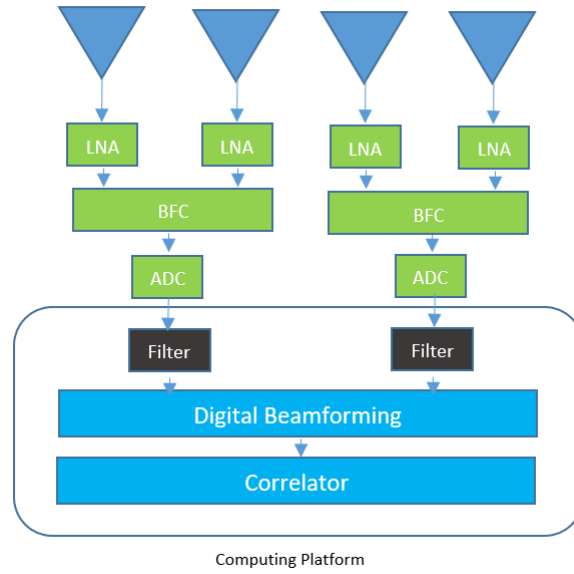 LNA LNA LNA LNA
BFC BFC
ADC ADC
Filter Filter
Digital Beamforming
Correlator
Computing Platform